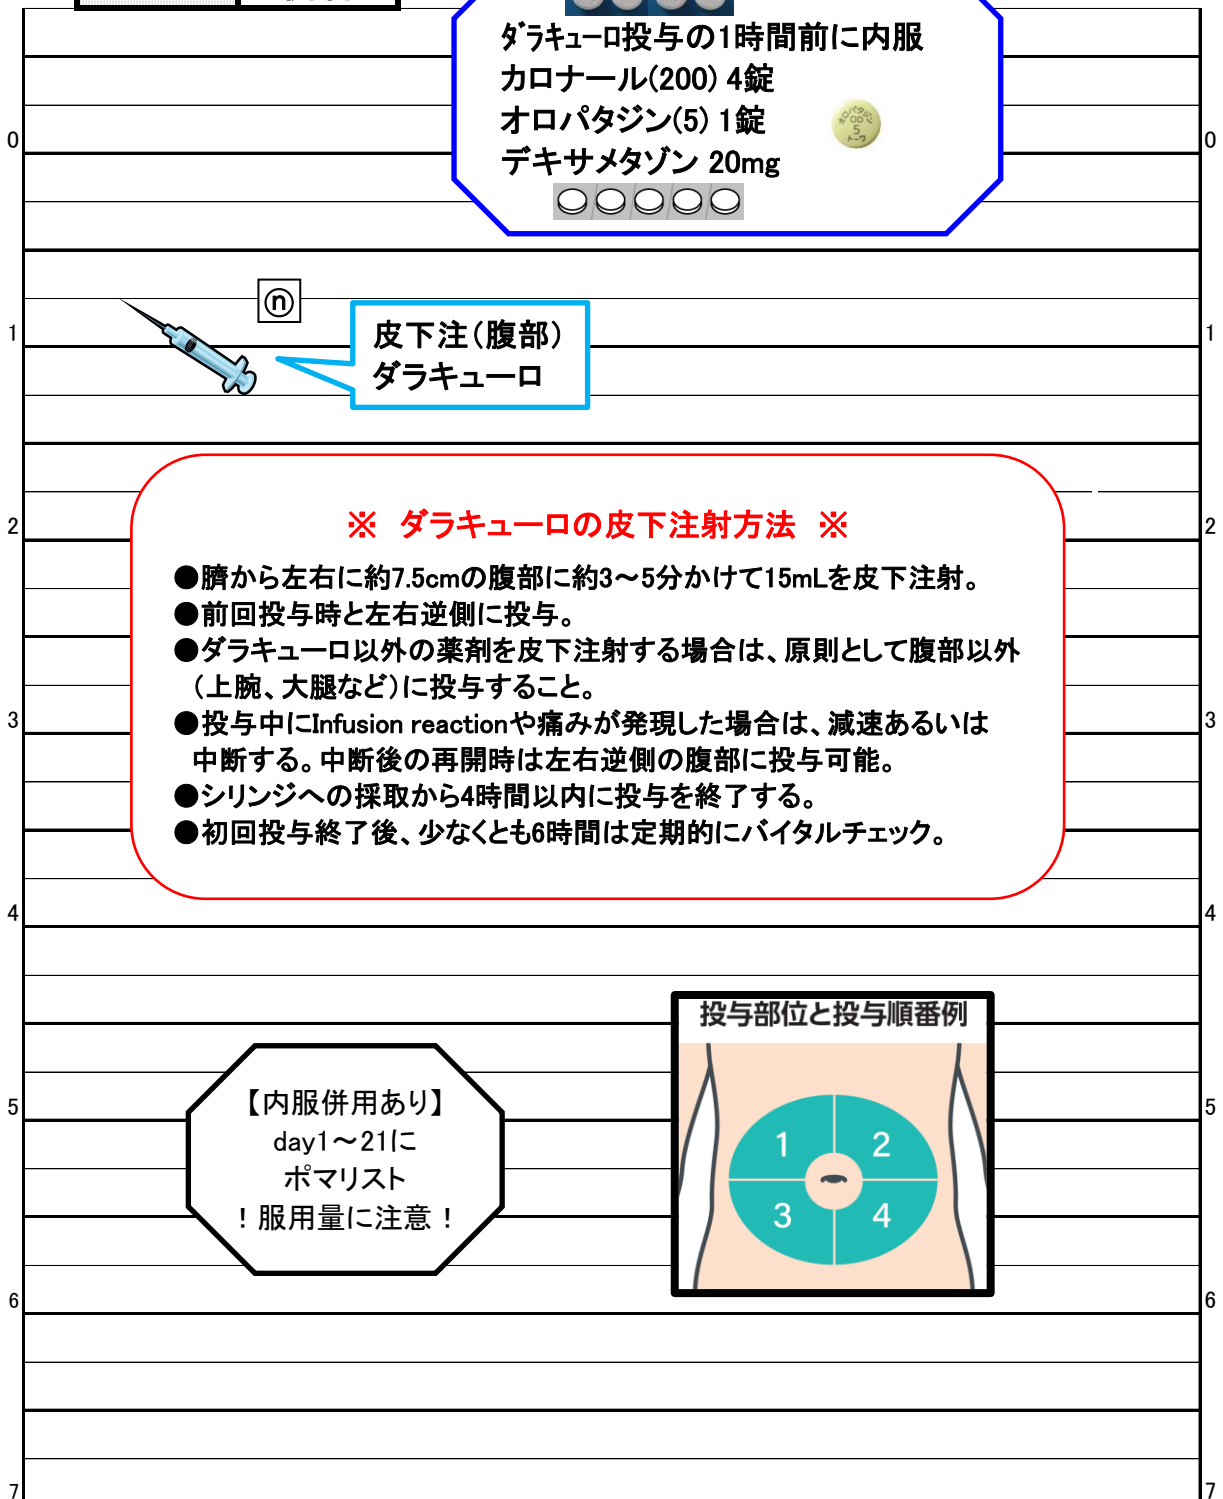 ダラキューロ投与の1時間前に内服
カロナール(200) 4錠
オロパタジン(5) 1錠
デキサメタゾン 20mg
オロパタジン
OD
5
トーワ
0
0
ⓝ
皮下注(腹部)
ダラキューロ
1
1
※ ダラキューロの皮下注射方法 ※
●臍から左右に約7.5cmの腹部に約3～5分かけて15mLを皮下注射。
●前回投与時と左右逆側に投与。
●ダラキューロ以外の薬剤を皮下注射する場合は、原則として腹部以外
(上腕、大腿など)に投与すること。
●投与中にInfusion reactionや痛みが発現した場合は、減速あるいは
中断する。中断後の再開時は左右逆側の腹部に投与可能。
●シリンジへの採取から4時間以内に投与を終了する。
●初回投与終了後、少なくとも6時間は定期的にバイタルチェック。
2
2
3
3
4
4
【内服併用あり】
day1～21に
ポマリスト
！服用量に注意！
投与部位と投与順番例
1
2
3
4
5
5
6
6
7
7